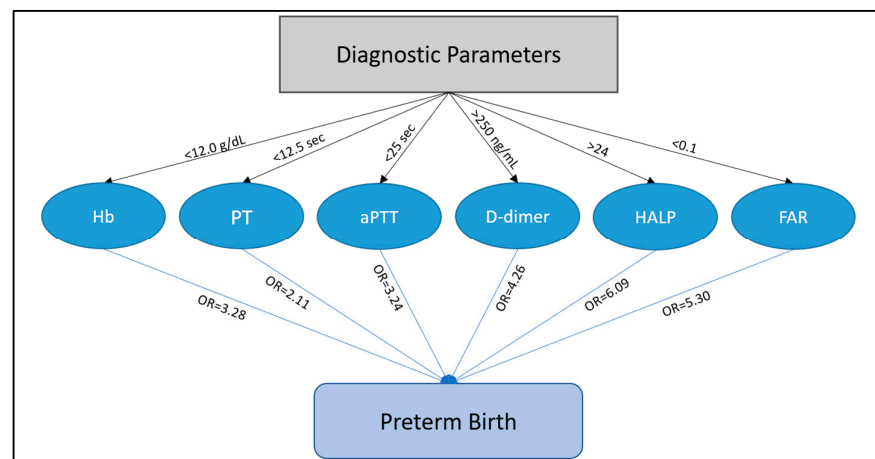 Diagnostic Parameters
<12.0 g/dL
<12.5 sec
<25 sec
>250 ng/mL
>24
<0.1
Hb
PT
aPTT
D-dimer
HALP
FAR
OR=3.28
OR=2.11
OR=3.24
OR=4.26
OR=6.09
OR=5.30
Preterm Birth